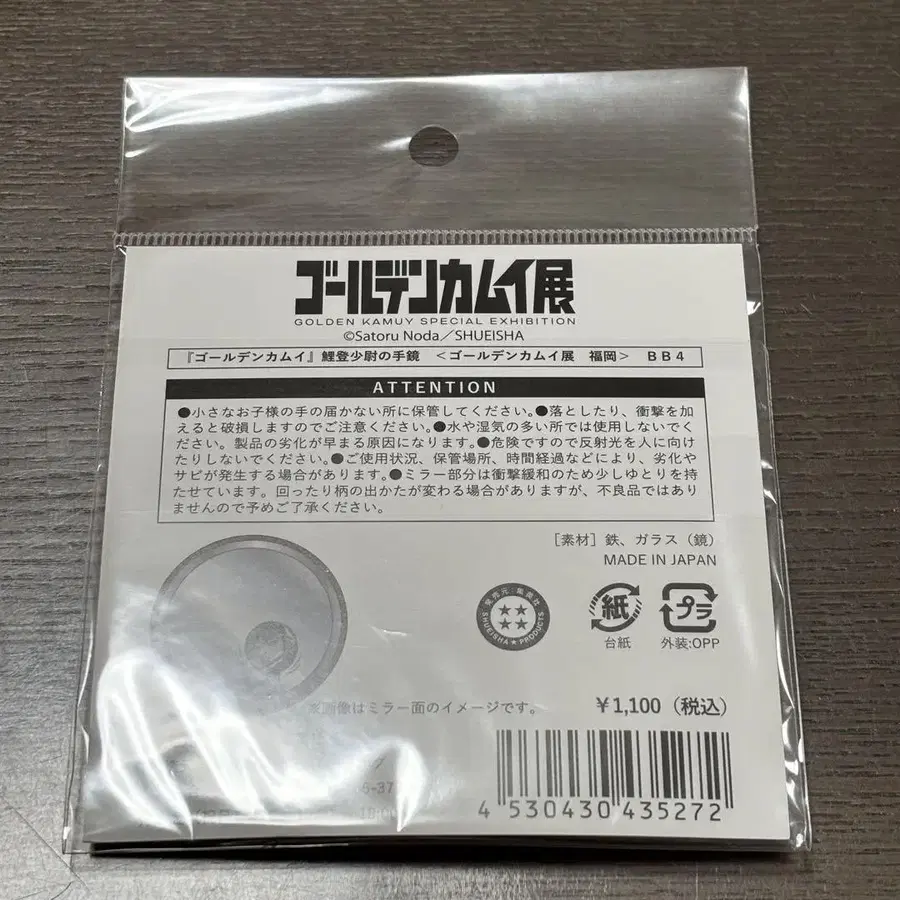 ゴールデンカムイ展
GOLDEN KAMUY SPECIAL EXHIBITION
©Satoru Noda／SHUEISHA
『ゴールデンカムイ』鯉登少尉の手鏡　＜ゴールデンカムイ展　福岡＞　ＢＢ４
ATTENTION
●小さなお子様の手の届かない所に保管してください。●落としたり、衝撃を加
えると破損しますのでご注意ください。●水や湿気の多い所では使用しないでく
ださい。製品の劣化が早まる原因になります。●危険ですので反射光を人に向け
たりしないでください。●ご使用状況、保管場所、時間経過などにより、劣化や
サビが発生する場合があります。●ミラー部分は衝撃緩和のため少しゆとりを持
たせています。回ったり柄の出かたが変わる場合がありますが、不良品ではあり
ませんので予めご了承ください。
［素材］鉄、ガラス（鏡）
MADE IN JAPAN
発売元：集英社
SHUEISHA★PRODUCTS
紙
台紙
プラ
外装:OPP
※画像はミラー面のイメージです。
￥1,100（税込）
4 530430 435272